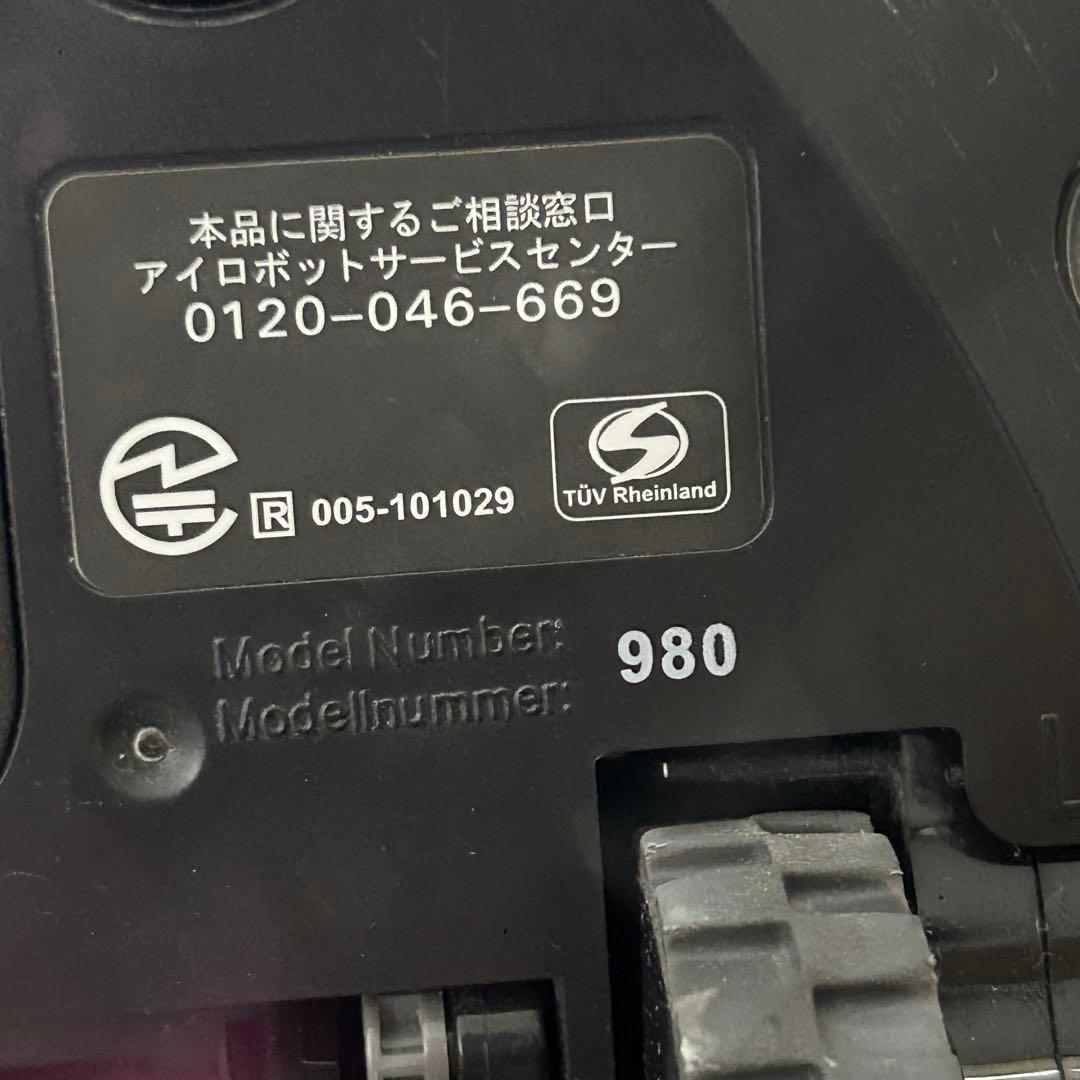 本品に関するご相談窓口
アイロボットサービスセンター
0120-046-669
R 005-101029
TÜV Rheinland
Model Number: 980
Modellnummer: